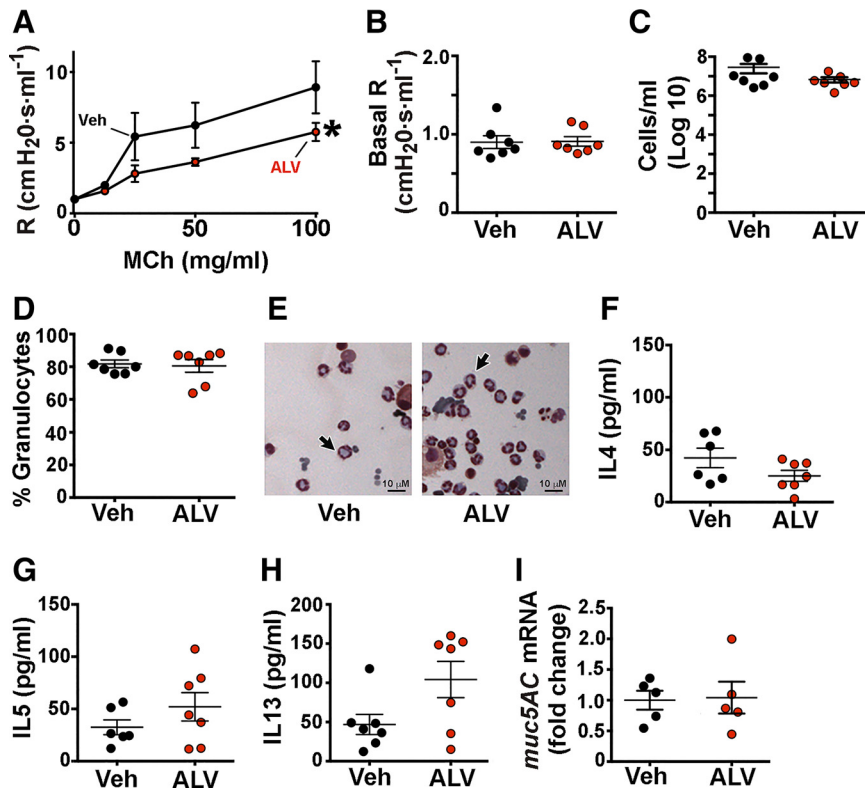 A
R (cm H20·s·ml-1)
10
5
0
Veh
ALV
*
0
50
100
MCh (mg/ml)
B
Basal R
(cmH20·s·ml-1)
2.0
1.0
0
Veh
ALV
C
Cells/ml
(Log 10)
8
6
4
2
0
Veh
ALV
D
% Granulocytes
100
80
60
40
20
0
Veh
ALV
E
10 µM
10 µM
Veh
ALV
F
IL4 (pg/ml)
150
100
50
0
Veh
ALV
G
IL5 (pg/ml)
150
100
50
0
Veh
ALV
H
IL13 (pg/ml)
200
150
100
50
0
Veh
ALV
I
muc5AC mRNA
(fold change)
2.5
2.0
1.5
1.0
0.5
0
Veh
ALV